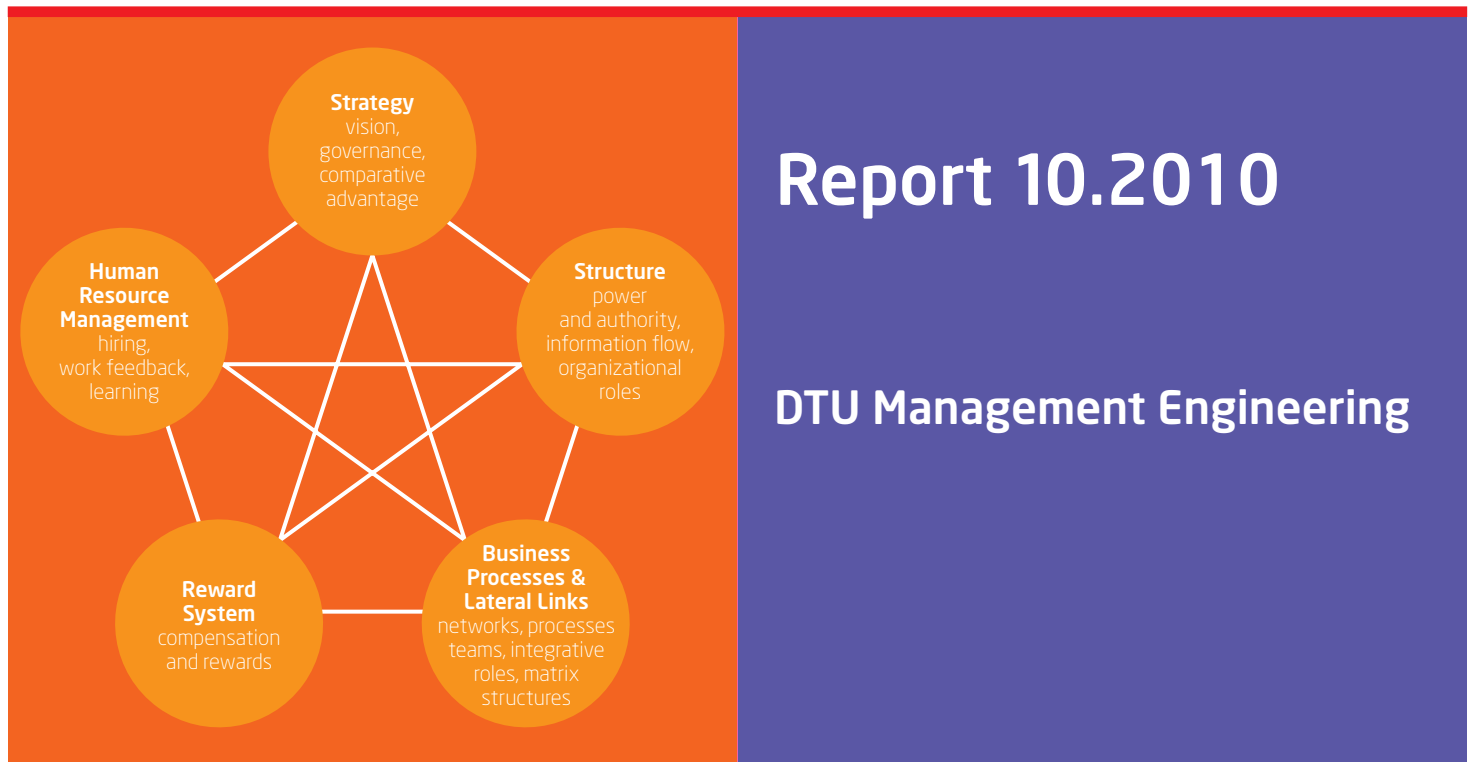 Strategy
vision,
governance,
comparative
advantage
Human
Resource
Management
hiring,
work feedback,
learning
Structure
power
and authority,
information flow,
organizational
roles
Reward
System
compensation
and rewards
Business
Processes &
Lateral Links
networks, processes
teams, integrative
roles, matrix
structures
Report 10.2010
DTU Management Engineering